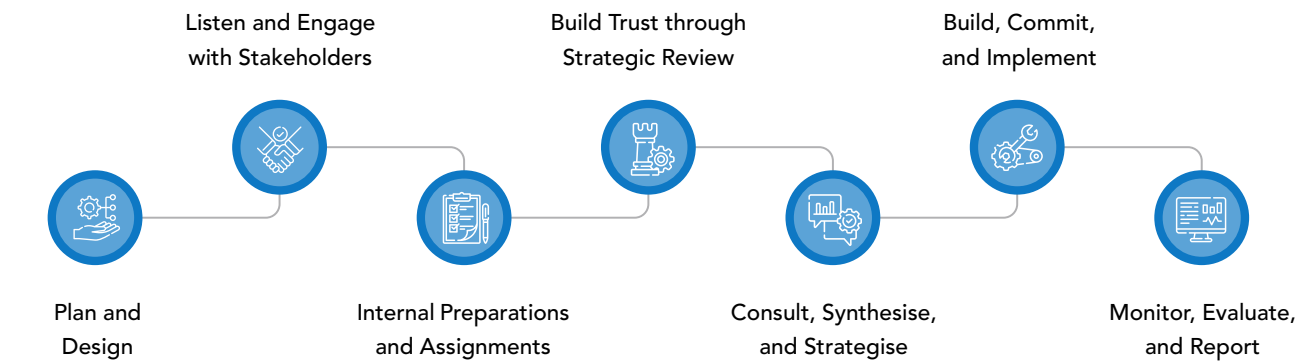 Listen and Engage
with Stakeholders
Build Trust through
Strategic Review
Build, Commit,
and Implement
Plan and
Design
Internal Preparations
and Assignments
Consult, Synthesise,
and Strategise
Monitor, Evaluate,
and Report